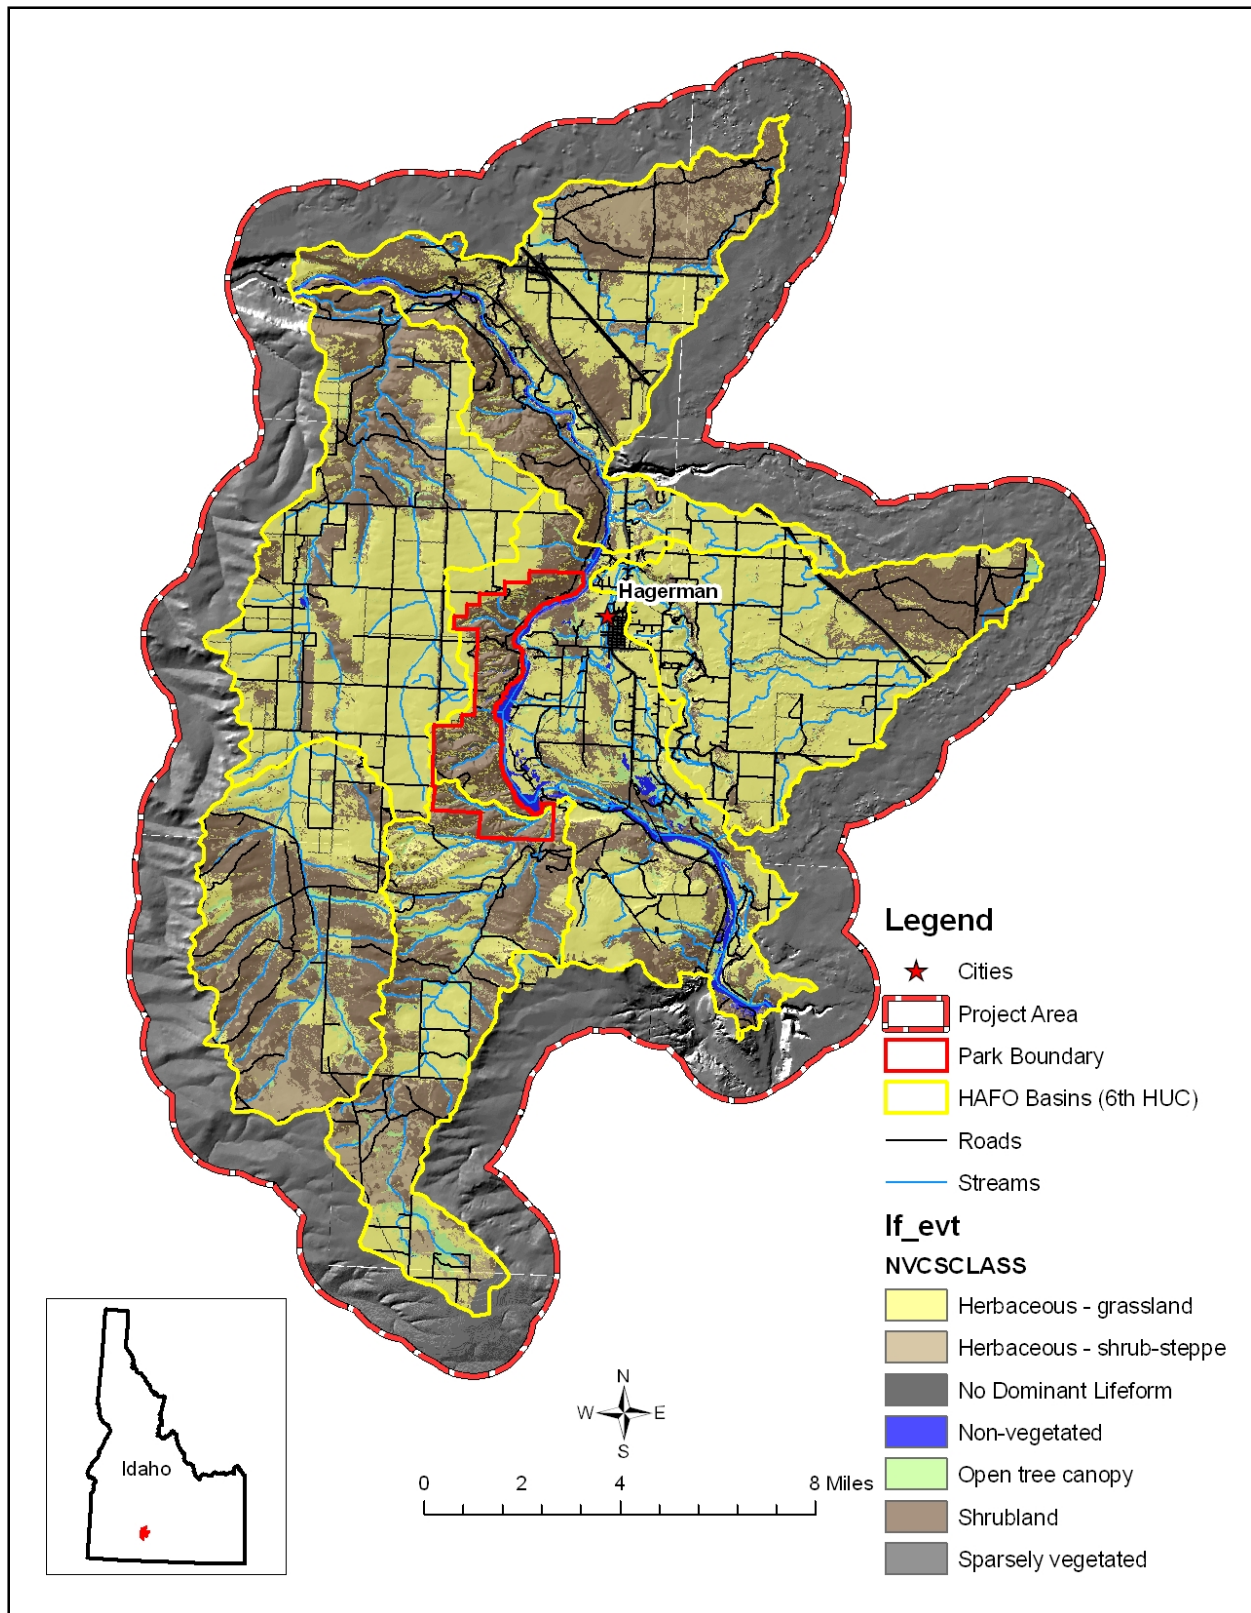 Hagerman
Legend
Cities
Project Area
Park Boundary
HAFO Basins (6th HUC)
Roads
Streams
lf_evt
NVCSCLASS
Herbaceous - grassland
Herbaceous - shrub-steppe
No Dominant Lifeform
Non-vegetated
Open tree canopy
Shrubland
Sparsely vegetated
N
W E
S
0 2 4 8 Miles
Idaho